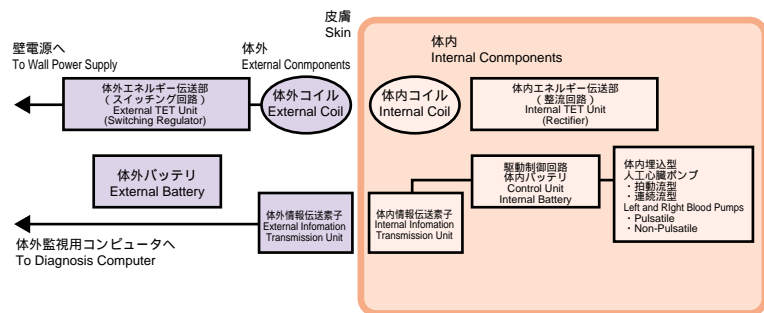 皮膚
Skin
壁電源へ
To Wall Power Supply
体外
External Conmponents
体内
Internal Conmponents
体外エネルギー伝送部
（スイッチング回路）
External TET Unit
(Switching Regulator)
体外コイル
External Coil
体内コイル
Internal Coil
体内エネルギー伝送部
（整流回路）
Internal TET Unit
(Rectifier)
体外バッテリ
External Battery
駆動制御回路
体内バッテリ
Control Unit
Internal Battery
体内埋込型
人工心臓ポンプ
・拍動流型
・連続流型
Left and RIght Blood Pumps
・Pulsatile
・Non-Pulsatile
体外情報伝送素子
External Infomation
Transmission Unit
体内情報伝送素子
Internal Infomation
Transmission Unit
体外監視用コンピュータへ
To Diagnosis Computer